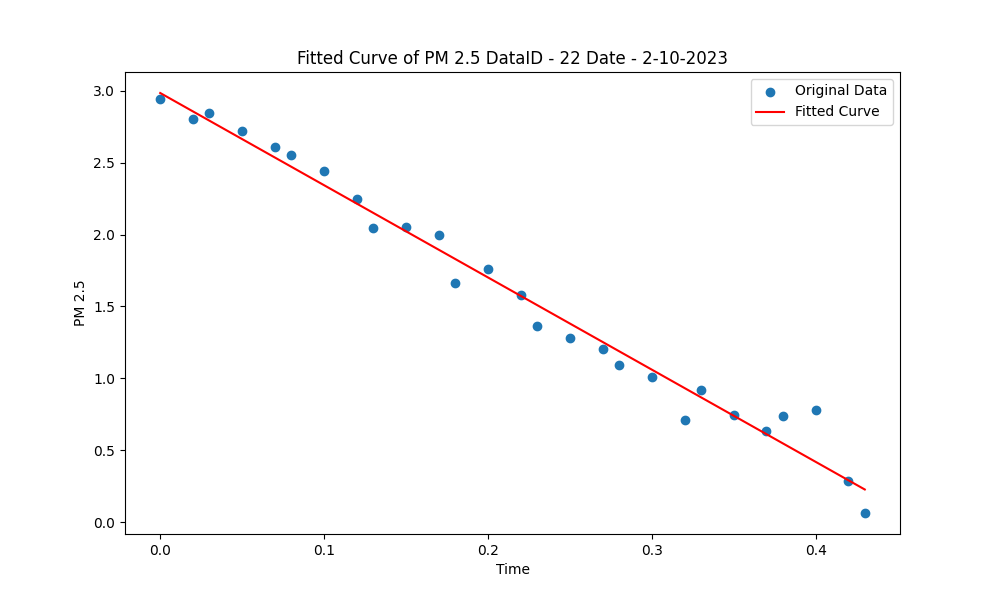 Fitted Curve of PM 2.5 DataID - 22 Date - 2-10-2023
Original Data
Fitted Curve
3.0
2.5
2.0
1.5
1.0
0.5
0.0
PM 2.5
0.0 0.1 0.2 0.3 0.4
Time